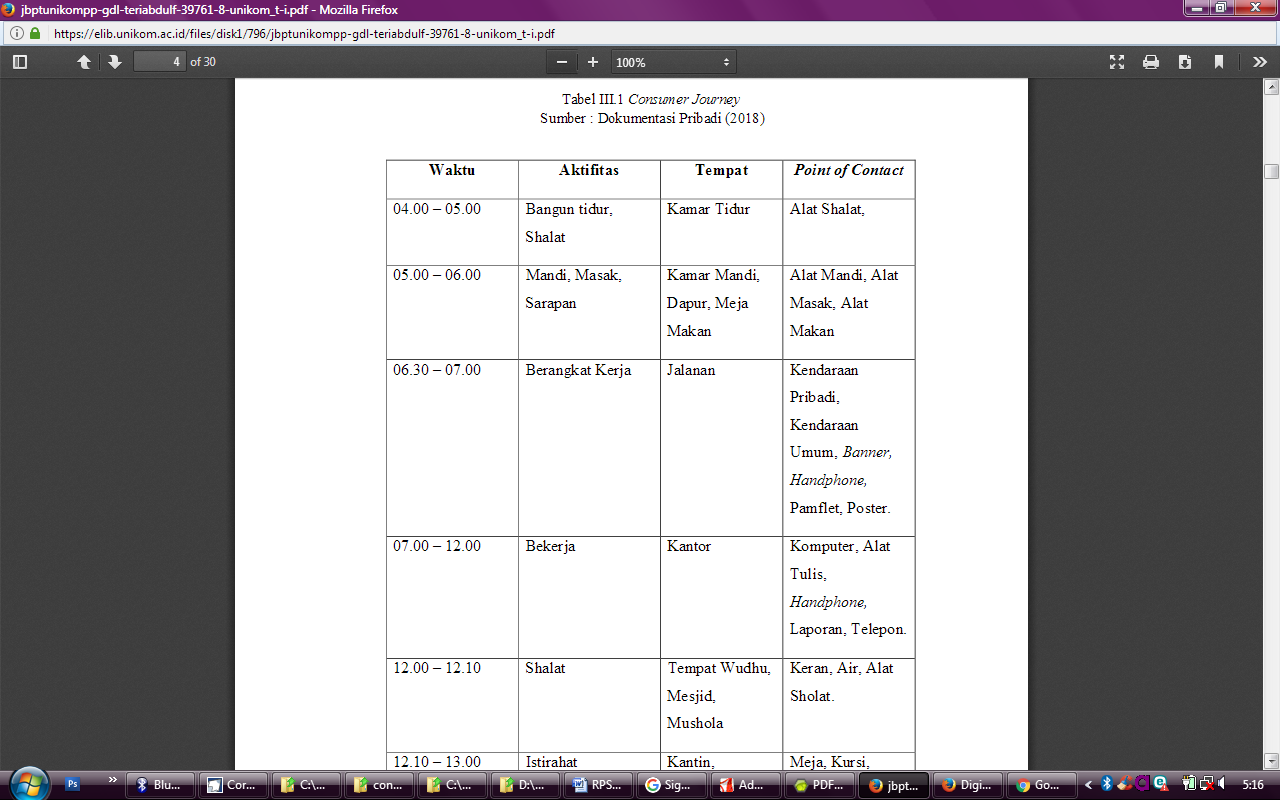 jbptunikompp-gdl-teriabdulf-39761-8-unikom_t-i.pdf - Mozilla Firefox
https://elib.unikom.ac.id/files/disk1/796/jbptunikompp-gdl-teriabdulf-39761-8-unikom_t-i.pdf
4 of 30
100%
Tabel III.1 Consumer Journey
Sumber : Dokumentasi Pribadi (2018)
Waktu Aktifitas Tempat Point of Contact
04.00 – 05.00 Bangun tidur, Kamar Tidur Alat Shalat,
Shalat
05.00 – 06.00 Mandi, Masak, Kamar Mandi, Alat Mandi, Alat
Sarapan Dapur, Meja Masak, Alat
Makan Makan
06.30 – 07.00 Berangkat Kerja Jalanan Kendaraan
Pribadi,
Kendaraan
Umum, Banner,
Handphone,
Pamflet, Poster.
07.00 – 12.00 Bekerja Kantor Komputer, Alat
Tulis,
Handphone,
Laporan, Telepon.
12.00 – 12.10 Shalat Tempat Wudhu, Keran, Air, Alat
Mesjid, Sholat.
Mushola
12.10 – 13.00 Istirahat Kantin, Meja, Kursi,
Ps » Blu... Cor... C:\... con... C:\... D:\... RPS... Sig... Ad... PDF... jbpt... Digi... Go... 5:16